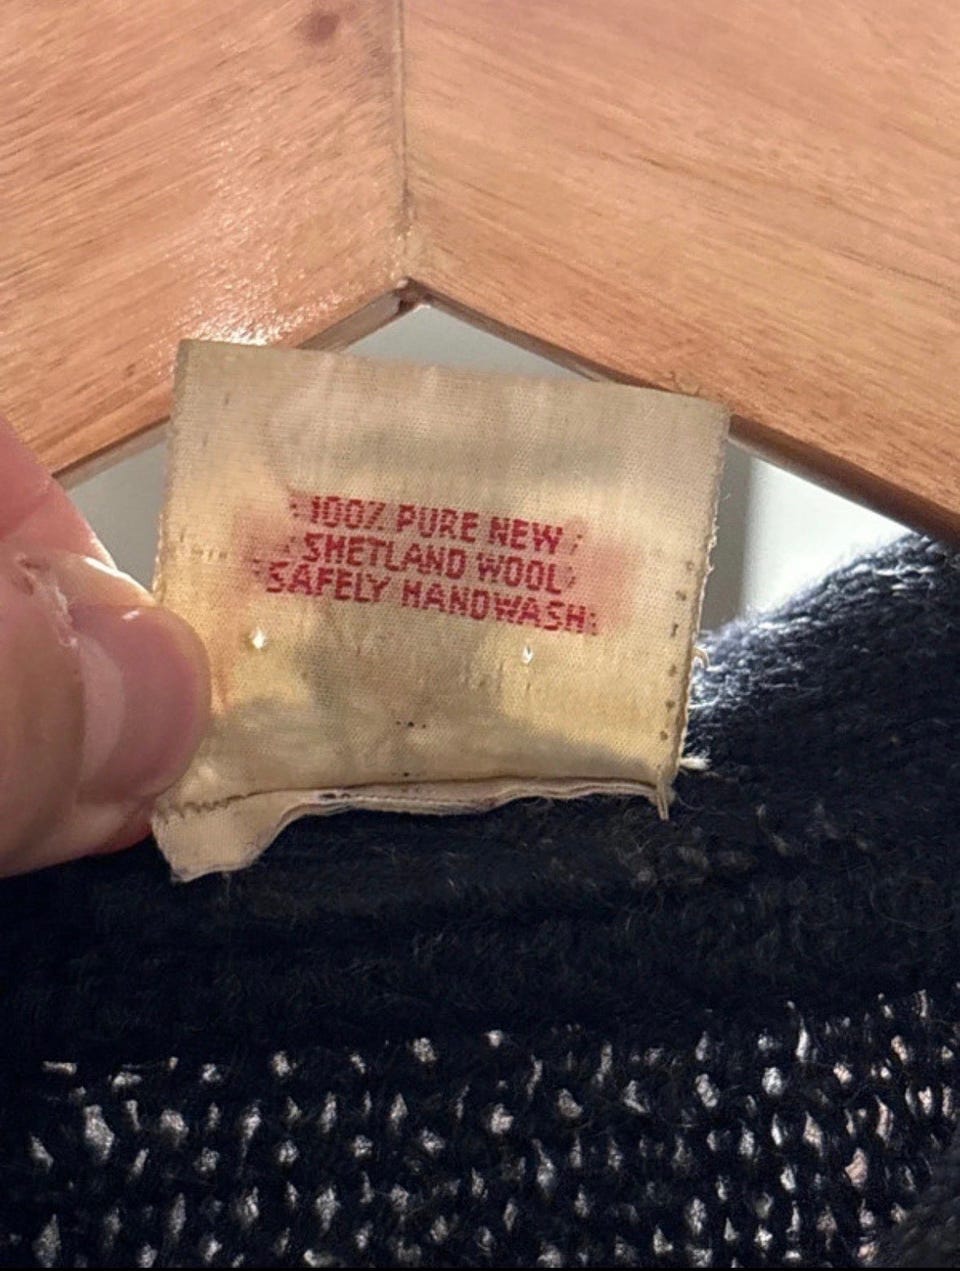 100% PURE NEW
SHETLAND WOOL
SAFELY HANDWASH